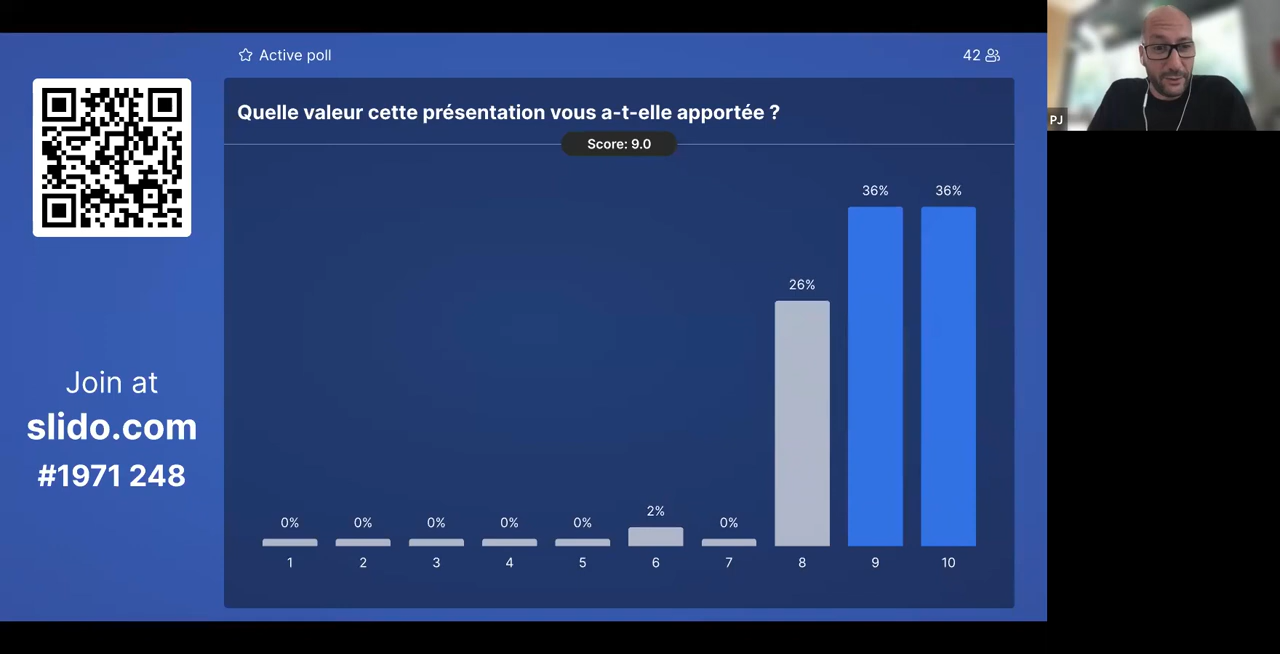 Active poll
42
Quelle valeur cette présentation vous a-t-elle apportée ?
Score: 9.0
36% 36%
26%
0% 0% 0% 0% 0% 2% 0%
1 2 3 4 5 6 7 8 9 10
Join at
slido.com
#1971 248
PJ